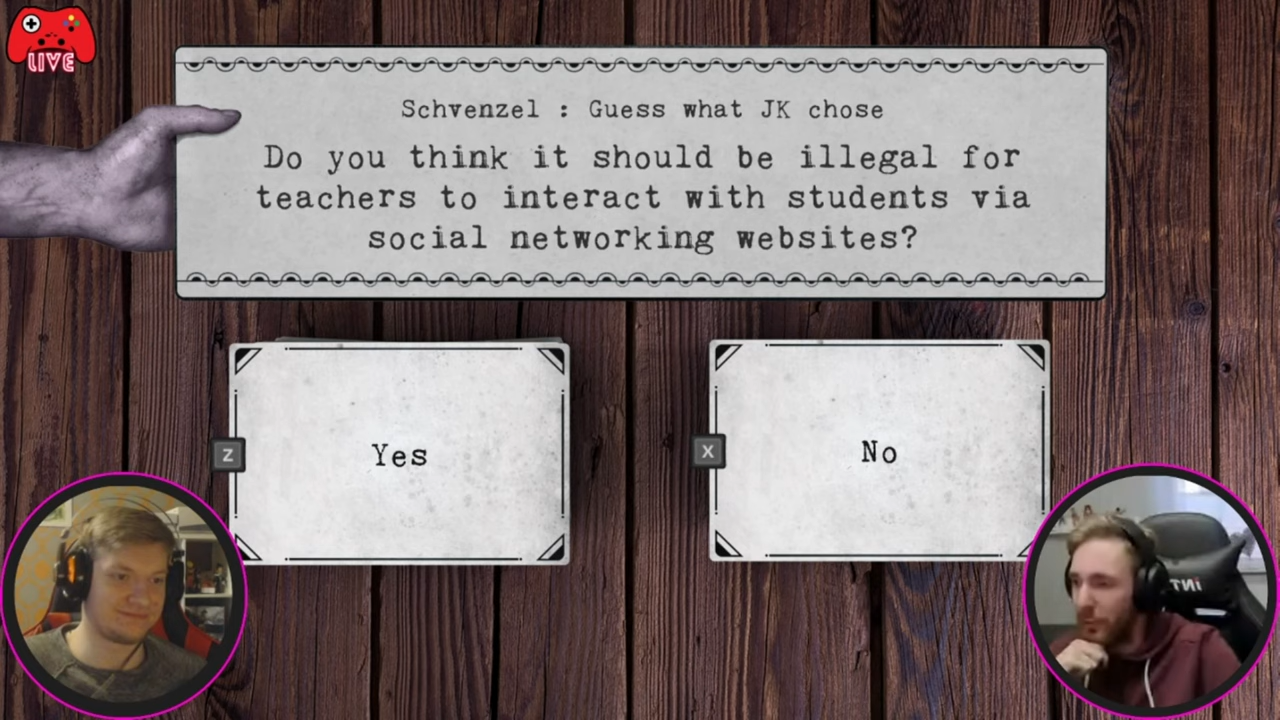 LIVE
Schvenzel : Guess what JK chose
Do you think it should be illegal for
teachers to interact with students via
social networking websites?
Z
Yes
X
No